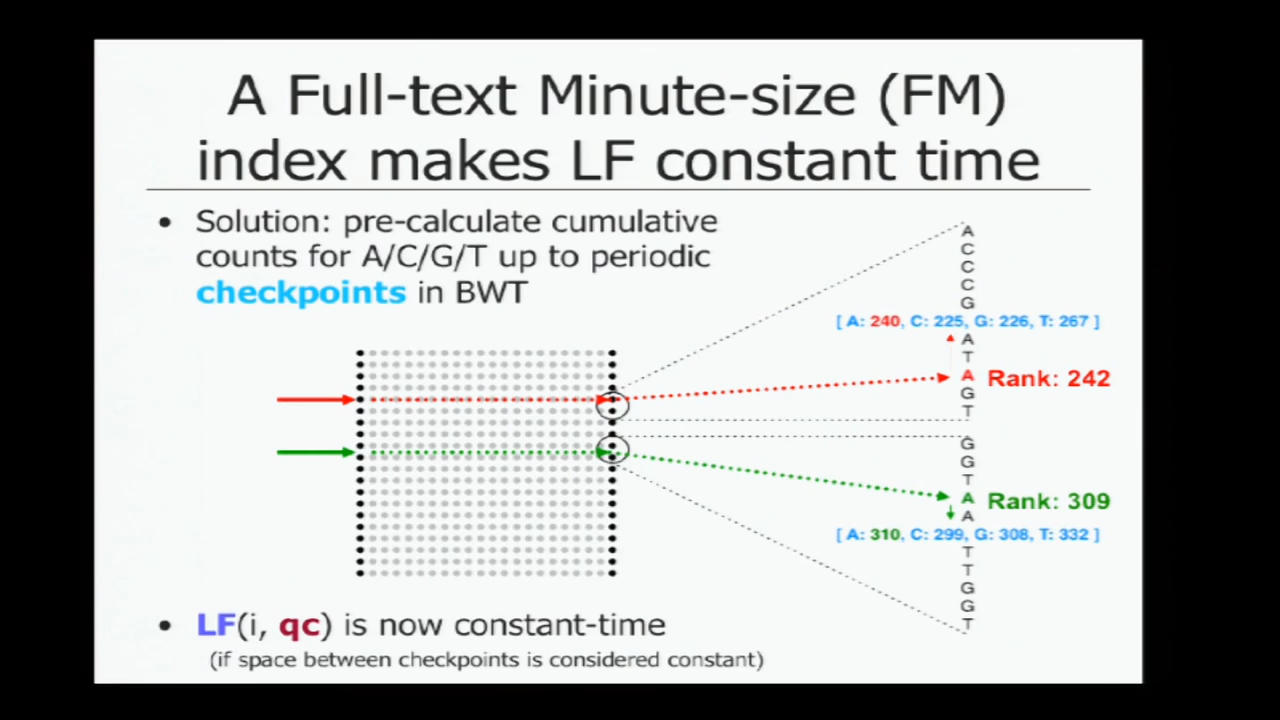 A Full-text Minute-size (FM)
index makes LF constant time
• Solution: pre-calculate cumulative
counts for A/C/G/T up to periodic
checkpoints in BWT
A
C
C
C
G
[ A: 240, C: 225, G: 226, T: 267 ]
A
T
A Rank: 242
G
T
G
G
T
A Rank: 309
A
[ A: 310, C: 299, G: 308, T: 332 ]
T
T
G
G
T
• LF(i, qc) is now constant-time
(if space between checkpoints is considered constant)